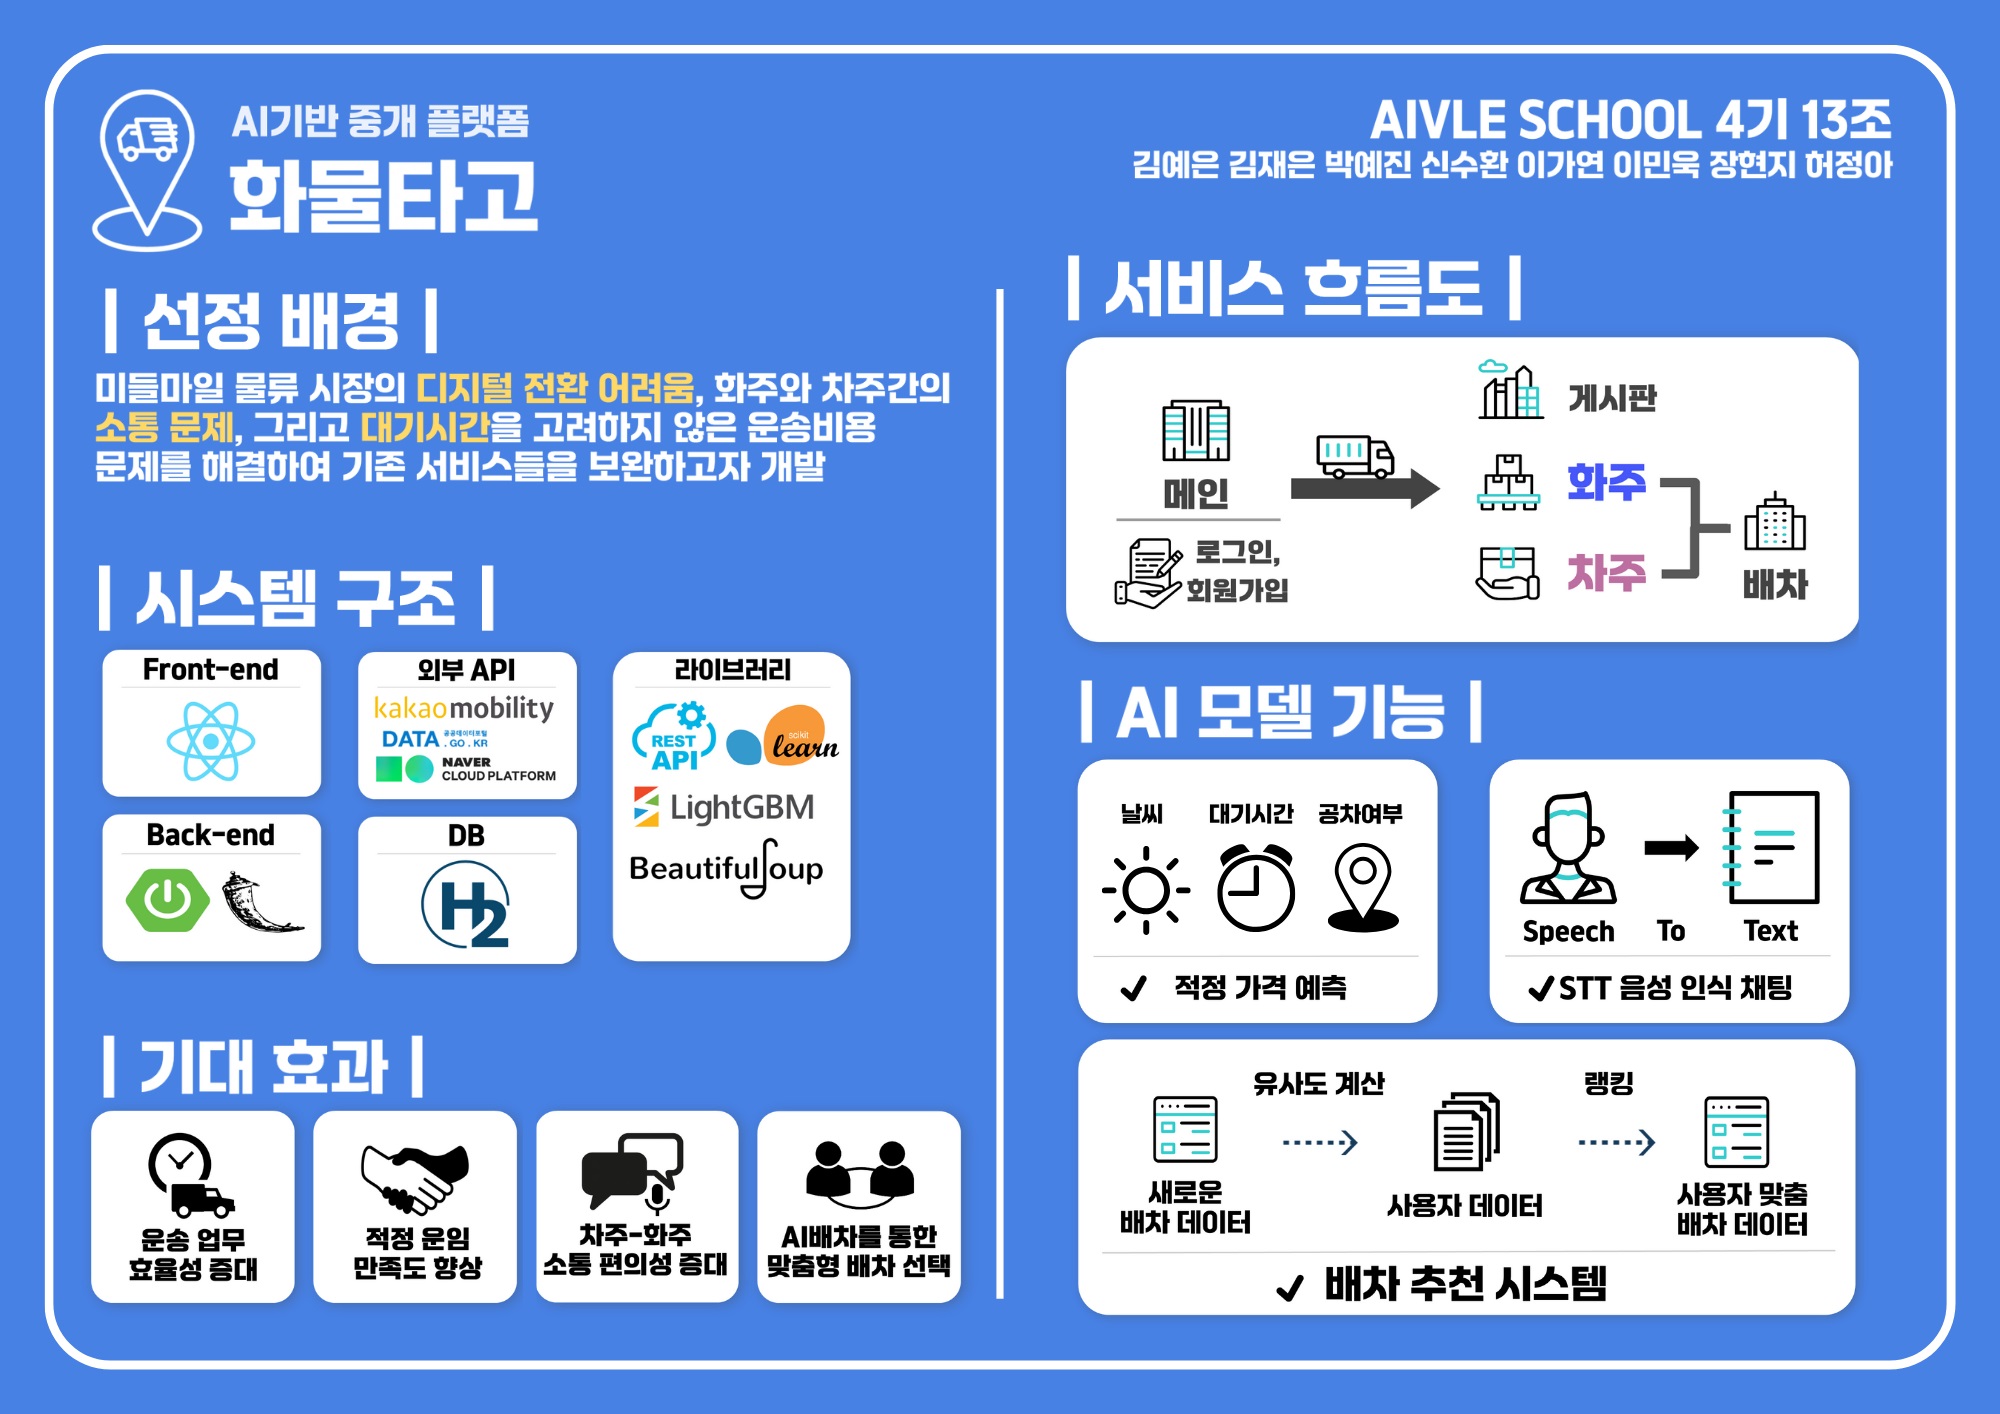 AI기반 중개 플랫폼
화물타고
AIVLE SCHOOL 4기 13조
김예은 김재은 박예진 신수환 이가연 이민욱 장현지 허정아
| 선정 배경 |
미들마일 물류 시장의 디지털 전환 어려움, 화주와 차주간의
소통 문제, 그리고 대기시간을 고려하지 않은 운송비용
문제를 해결하여 기존 서비스들을 보완하고자 개발
| 시스템 구조 |
Front-end
외부 API
kakaomobility
DATA 공공데이터포털
.GO.KR
NAVER
CLOUD PLATFORM
라이브러리
REST
API
scikit
learn
LightGBM
BeautifulSoup
Back-end
DB
H2
| 기대 효과 |
운송 업무
효율성 증대
적정 운임
만족도 향상
차주-화주
소통 편의성 증대
AI배차를 통한
맞춤형 배차 선택
| 서비스 흐름도 |
메인
로그인,
회원가입
게시판
화주
차주
배차
| AI 모델 기능 |
날씨 대기시간 공차여부
✓ 적정 가격 예측
Speech To Text
✓STT 음성 인식 채팅
유사도 계산
랭킹
새로운
배차 데이터
사용자 데이터
사용자 맞춤
배차 데이터
✓ 배차 추천 시스템